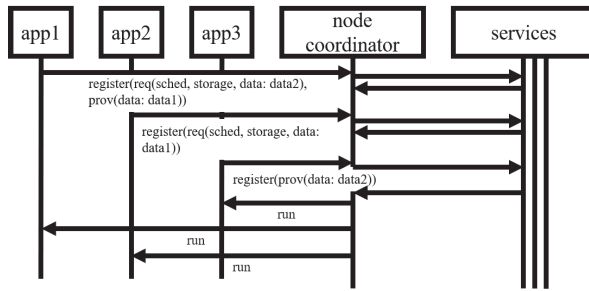 app1
app2
app3
node
coordinator
services
register(req(sched, storage, data: data2),
prov(data: data1))
register(req(sched, storage, data:
data1))
register(prov(data: data2))
run
run
run